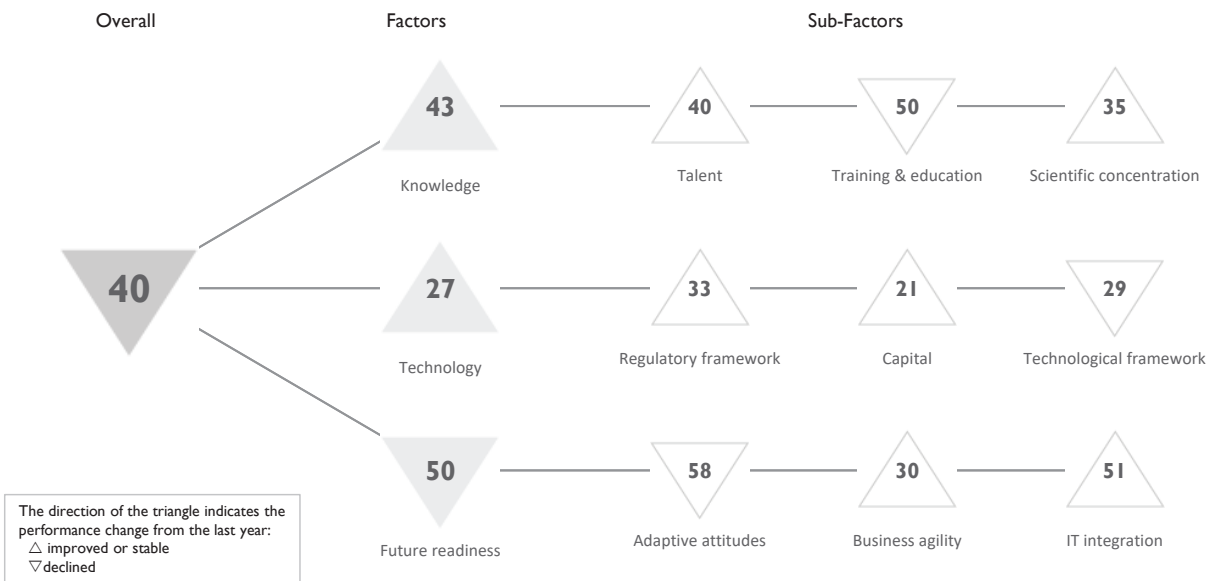 Overall Factors Sub-Factors
43 40 50 35
Knowledge Talent Training & education Scientific concentration
40 27 33 21 29
Technology Regulatory framework Capital Technological framework
50 58 30 51
Future readiness Adaptive attitudes Business agility IT integration
The direction of the triangle indicates the
performance change from the last year:
△ improved or stable
▽ declined